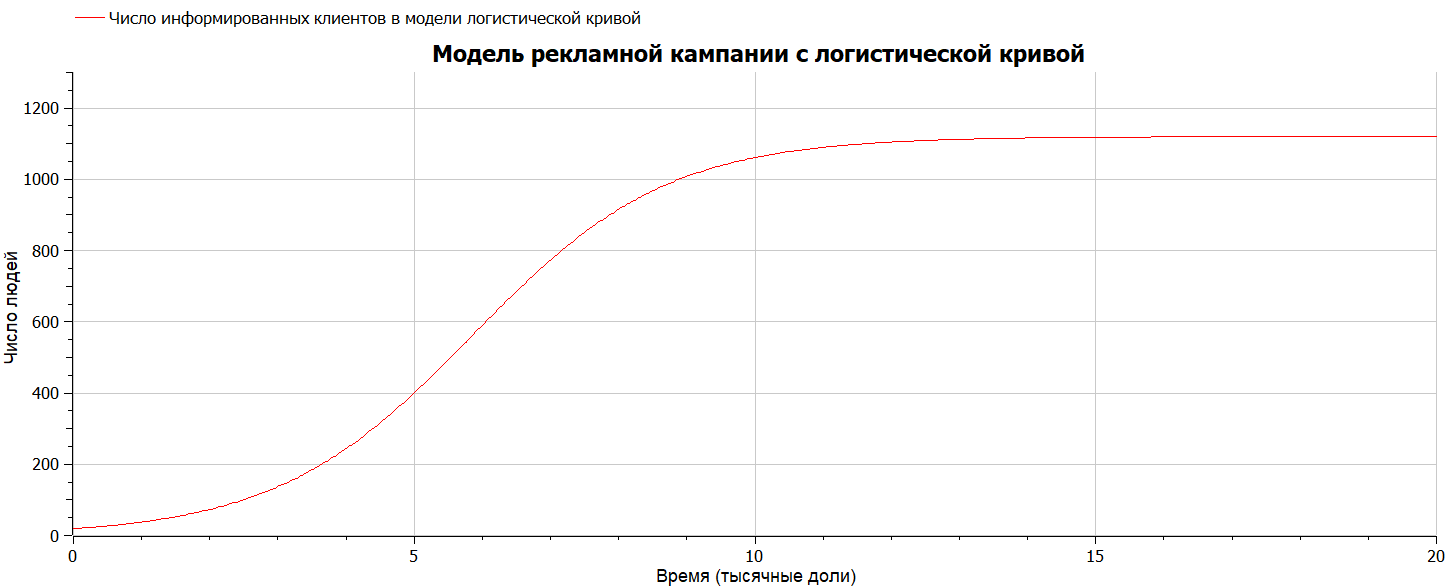 Число информированных клиентов в модели логистической кривой
Модель рекламной кампании с логистической кривой
1200
1000
800
600
400
200
0
Число людей
0 5 10 15 20
Время (тысячные доли)